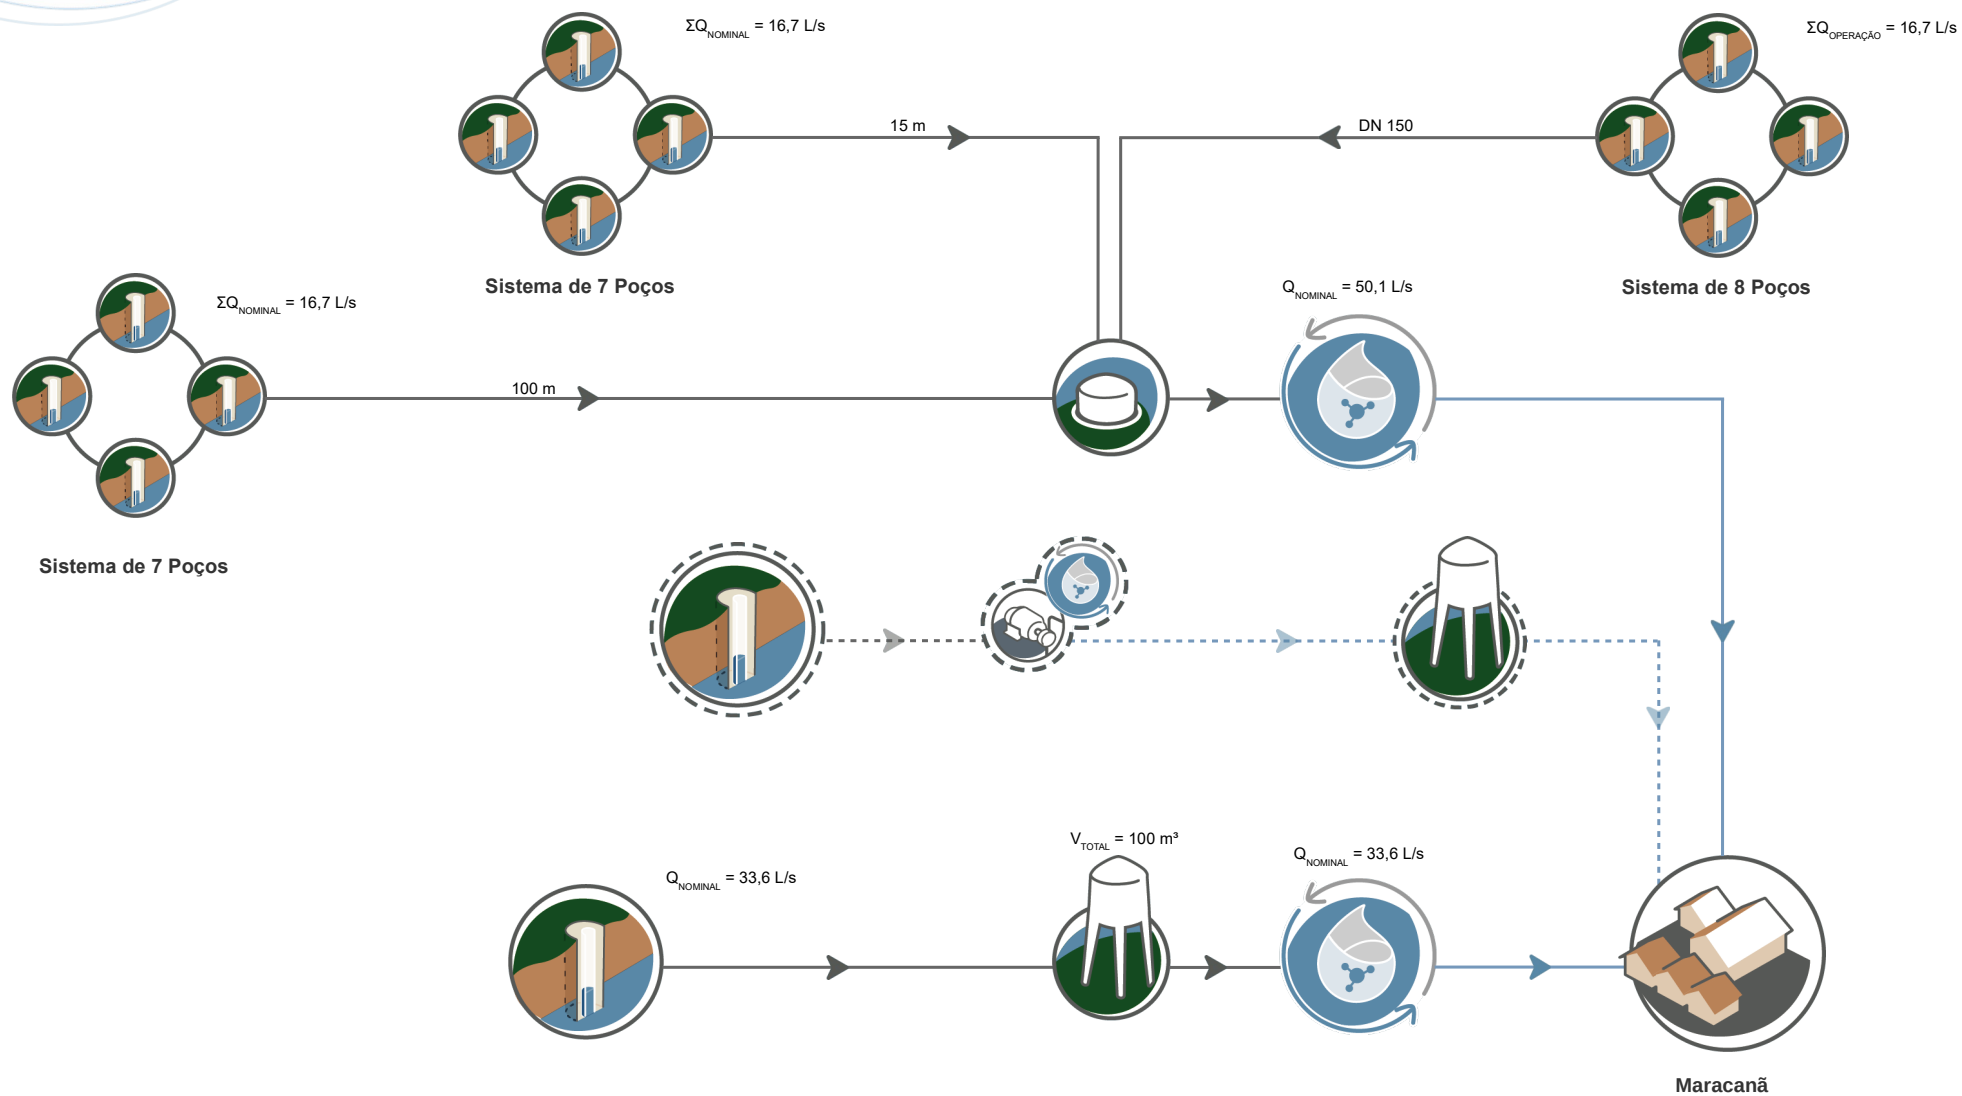 ΣQNOMINAL = 16,7 L/s
ΣQOPERAÇÃO = 16,7 L/s
15 m
DN 150
Sistema de 7 Poços
Sistema de 8 Poços
ΣQNOMINAL = 16,7 L/s
QNOMINAL = 50,1 L/s
100 m
Sistema de 7 Poços
VTOTAL = 100 m³
QNOMINAL = 33,6 L/s
QNOMINAL = 33,6 L/s
Maracanã